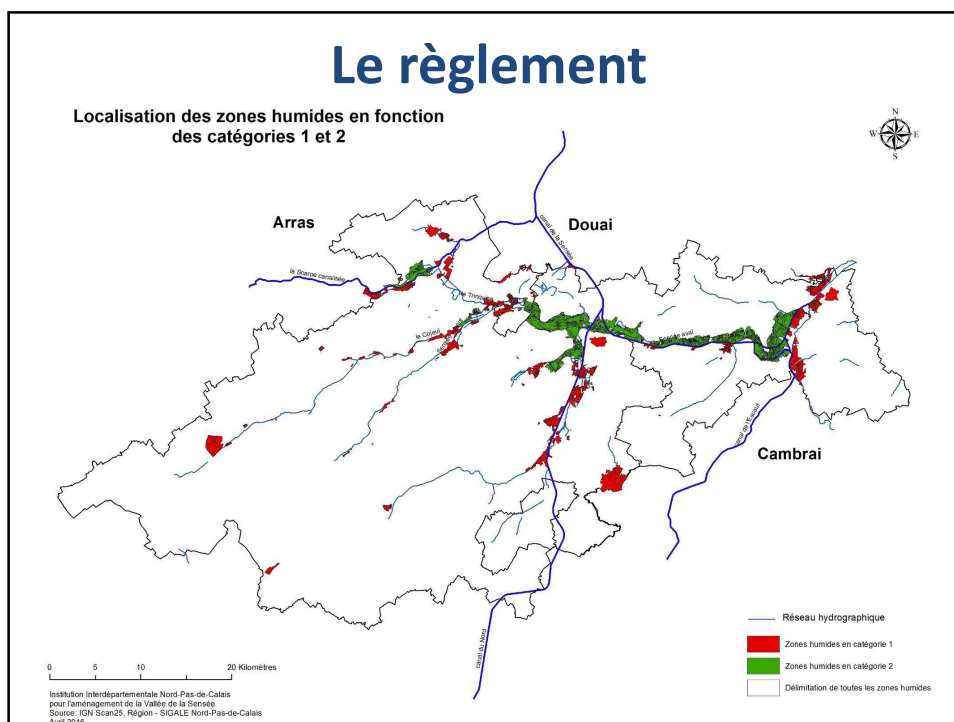 Le règlement
Localisation des zones humides en fonction
des catégories 1 et 2
N
W E
S
Arras
Douai
canal de la Sensée
la Scarpe canalisée
le Trinquise
le Cojeul
Sensée aval
canal de l'Escaut
Cambrai
canal du Nord
Réseau hydrographique
Zones humides en catégorie 1
Zones humides en catégorie 2
Délimitation de toutes les zones humides
0 5 10 20 Kilomètres
Institution Interdépartementale Nord-Pas-de-Calais
pour l'aménagement de la Vallée de la Sensée
Source: IGN Scan25, Région - SIGALE Nord-Pas-de-Calais
Avril 2016